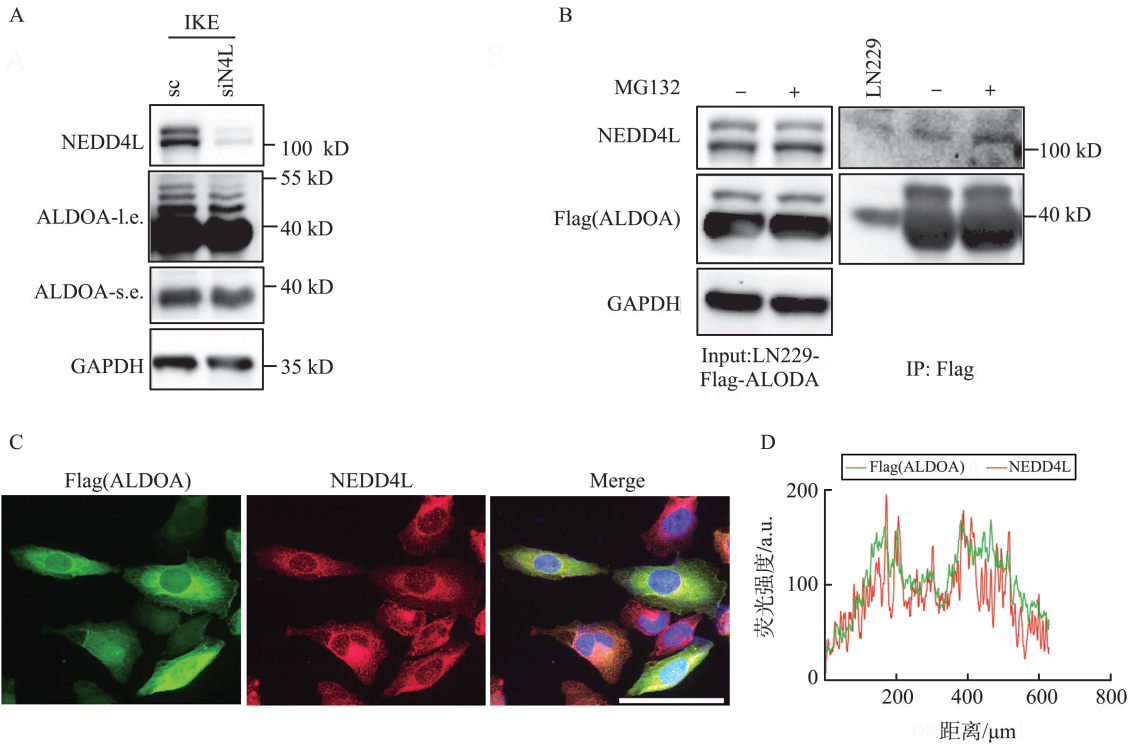 A
IKE
sc
siN4L
NEDD4L
100 kD
55 kD
ALDOA-l.e.
40 kD
ALDOA-s.e.
40 kD
GAPDH
35 kD
B
LN229
MG132
− + − +
NEDD4L
100 kD
Flag(ALDOA)
40 kD
GAPDH
Input:LN229-
Flag-ALODA
IP: Flag
C
Flag(ALDOA)
NEDD4L
Merge
D
Flag(ALDOA)
NEDD4L
荧光强度/a.u.
200
100
0
200
400
600
800
距离/μm